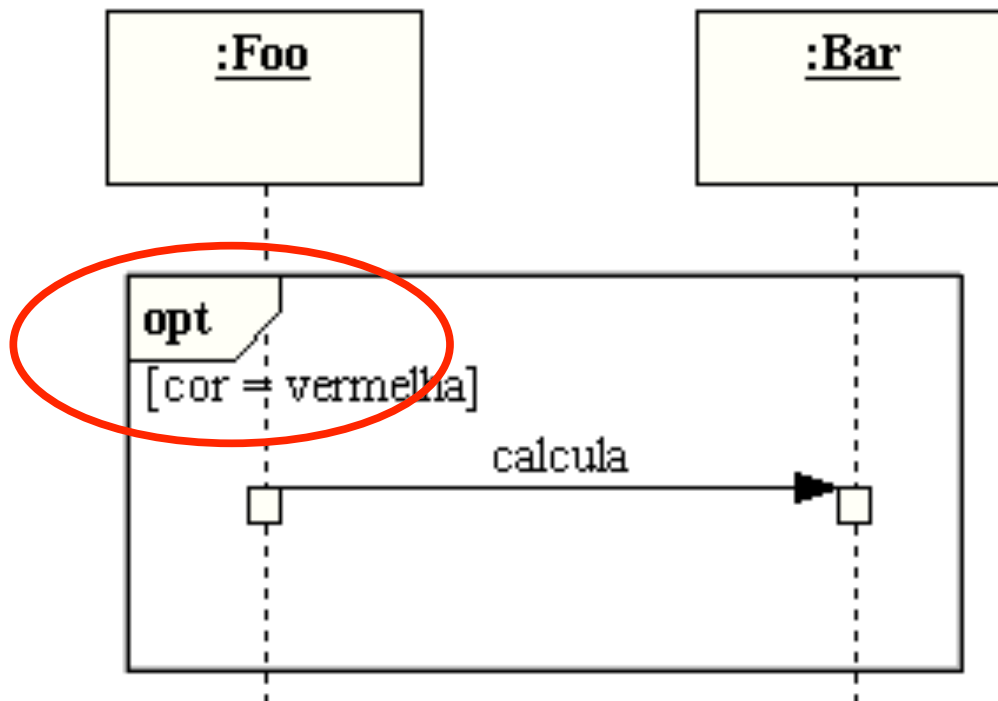 :Foo
:Bar
opt
[cor = vermelha]
calcula